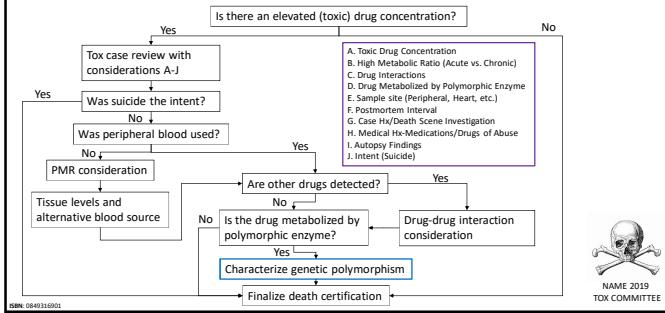 Is there an elevated (toxic) drug concentration?
Yes
No
Tox case review with
considerations A-J
A. Toxic Drug Concentration
B. High Metabolic Ratio (Acute vs. Chronic)
C. Drug Interactions
D. Drug Metabolized by Polymorphic Enzyme
E. Sample site (Peripheral, Heart, etc.)
F. Postmortem Interval
G. Case Hx/Death Scene Investigation
H. Medical Hx-Medications/Drugs of Abuse
I. Autopsy Findings
J. Intent (Suicide)
Yes
Was suicide the intent?
No
Was peripheral blood used?
No
Yes
PMR consideration
Are other drugs detected?
Yes
Tissue levels and
alternative blood source
No
No
Is the drug metabolized by
polymorphic enzyme?
Drug-drug interaction
consideration
Yes
Characterize genetic polymorphism
Finalize death certification
NAME 2019
TOX COMMITTEE
ISBN: 0849316901